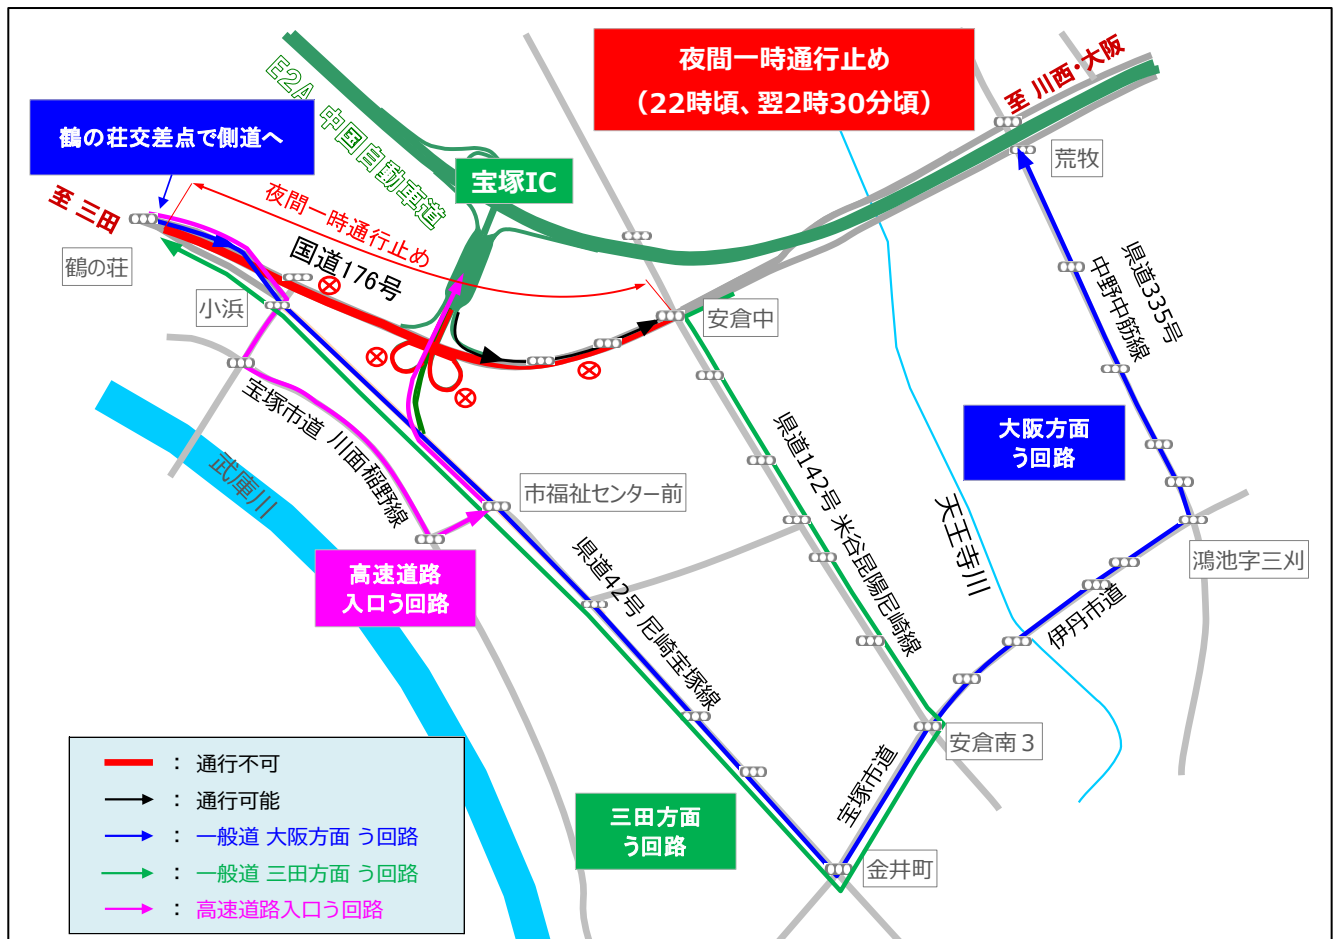 夜間一時通行止め
（22時頃、翌2時30分頃）
至 川西・大阪
E2A 中国自動車道
鶴の荘交差点で側道へ
宝塚IC
荒牧
至 三田
夜間一時通行止め
国道176号
鶴の荘
小浜
安倉中
県道335号
中野中筋線
宝塚市道 川面稲野線
武庫川
大阪方面
う回路
県道142号 米谷昆陽尼崎線
天王寺川
市福祉センター前
高速道路
入口う回路
県道42号 尼崎宝塚線
鴻池字三刈
伊丹市道
安倉南３
宝塚市道
三田方面
う回路
金井町
： 通行不可
： 通行可能
： 一般道 大阪方面 う回路
： 一般道 三田方面 う回路
： 高速道路入口う回路